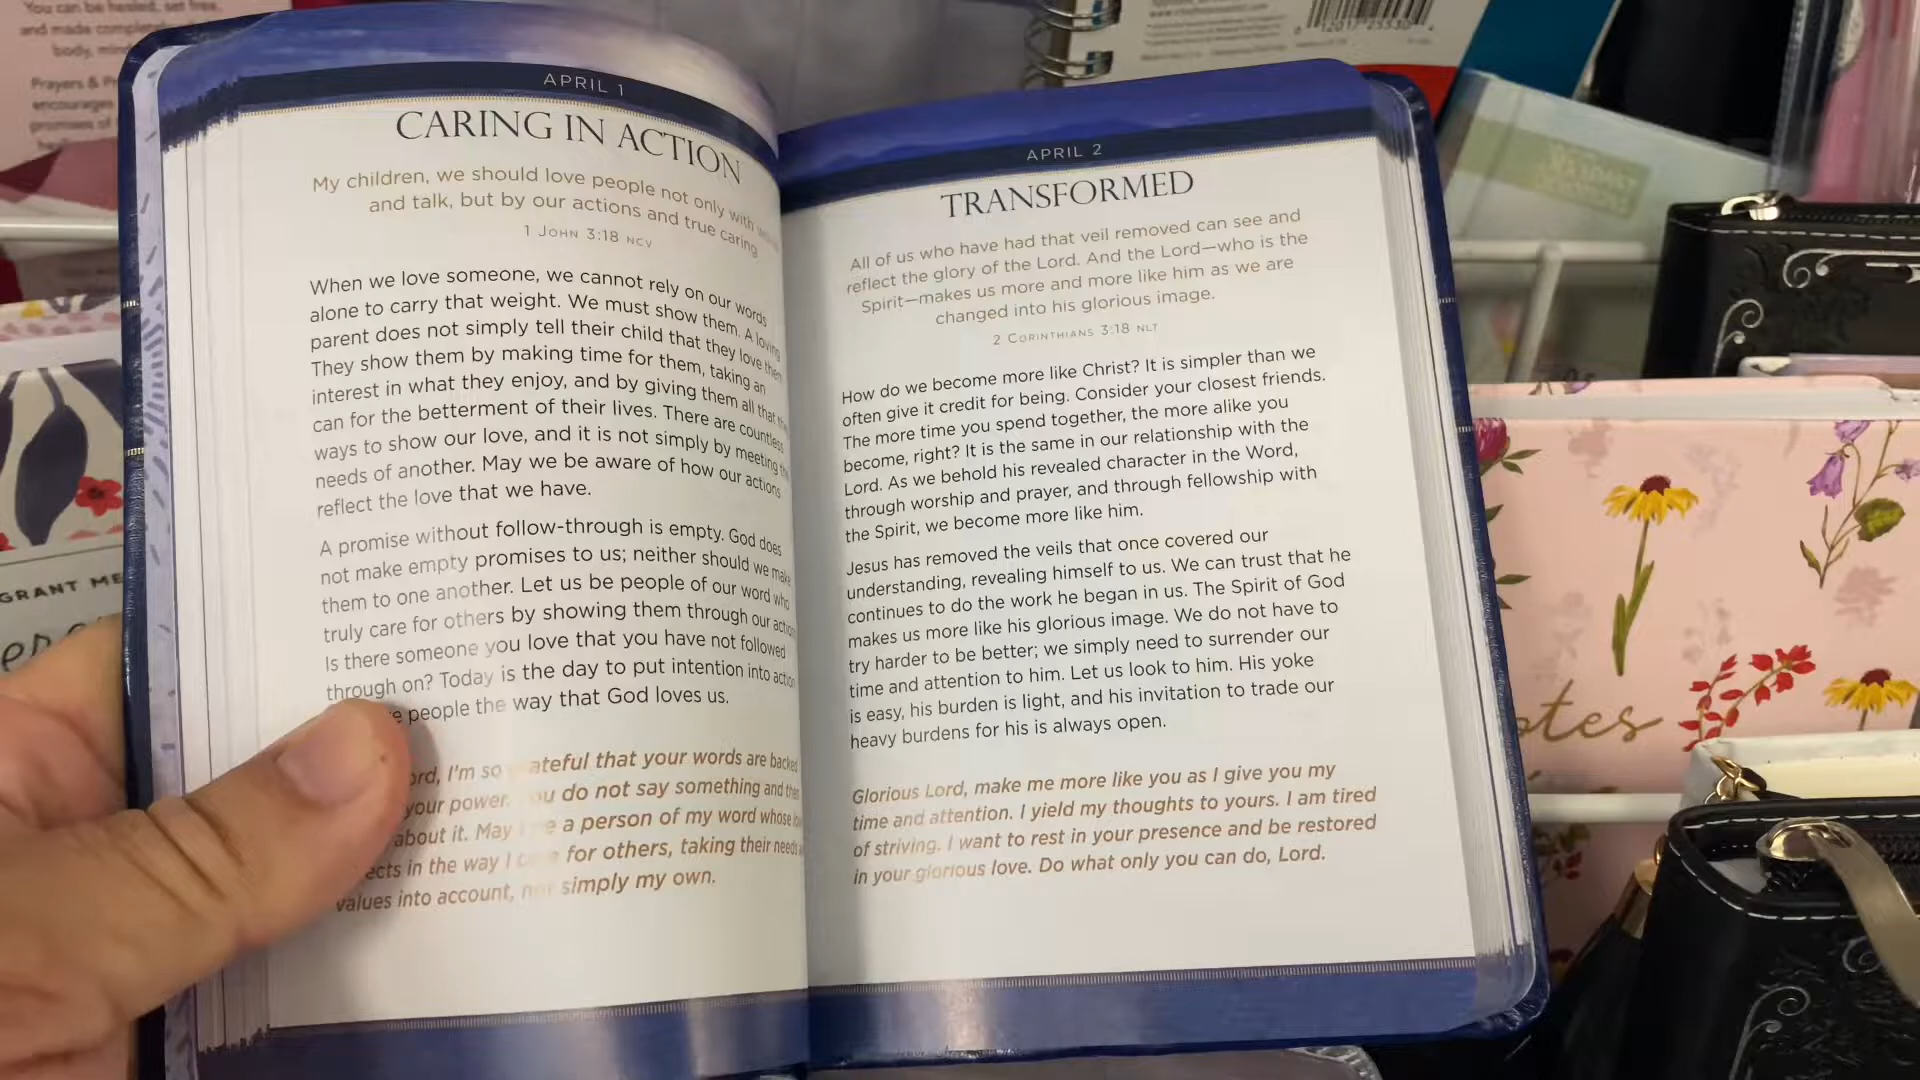 You can be healed, set free,
and made
body,
Prayers &
encourages
promises of
GRANT
APRIL 1
CARING IN ACTION
My children, we should love people not only with
and talk, but by our actions and true caring
1 JOHN 3:18 NCV
When we love someone, we cannot rely on our words
alone to carry that weight. We must show them. A loving
parent does not simply tell their child that they love them
They show them by making time for them, taking an
interest in what they enjoy, and by giving them all that
can for the betterment of their lives. There are countless
ways to show our love, and it is not simply by meeting
needs of another. May we be aware of how our actions
reflect the love that we have.
A promise without follow-through is empty. God does
not make empty promises to us; neither should we make
them to one another. Let us be people of our word who
truly care for others by showing them through our
Is there someone you love that you have not followed
through on? Today is the day to put intention into
people the way that God loves us.
I'm so that your words are backed
your power. do not say something and
about it. May a person of my word whose
in the way I for others, taking their needs
values into account, simply my own.
APRIL 2
TRANSFORMED
All of us who have had that veil removed can see and
reflect the glory of the Lord. And the Lord—who is the
Spirit—makes us more and more like him as we are
changed into his glorious image.
2 CORINTHIANS 3:18 NLT
How do we become more like Christ? It is simpler than we
often give it credit for being. Consider your closest friends.
The more time you spend together, the more alike you
become, right? It is the same in our relationship with the
Lord. As we behold his revealed character in the Word,
through worship and prayer, and through fellowship with
the Spirit, we become more like him.
Jesus has removed the veils that once covered our
understanding, revealing himself to us. We can trust that he
continues to do the work he began in us. The Spirit of God
makes us more like his glorious image. We do not have to
try harder to be better; we simply need to surrender our
time and attention to him. Let us look to him. His yoke
is easy, his burden is light, and his invitation to trade our
heavy burdens for his is always open.
Glorious Lord, make me more like you as I give you my
time and attention. I yield my thoughts to yours. I am tired
of striving. I want to rest in your presence and be restored
in your glorious love. Do what only you can do, Lord.